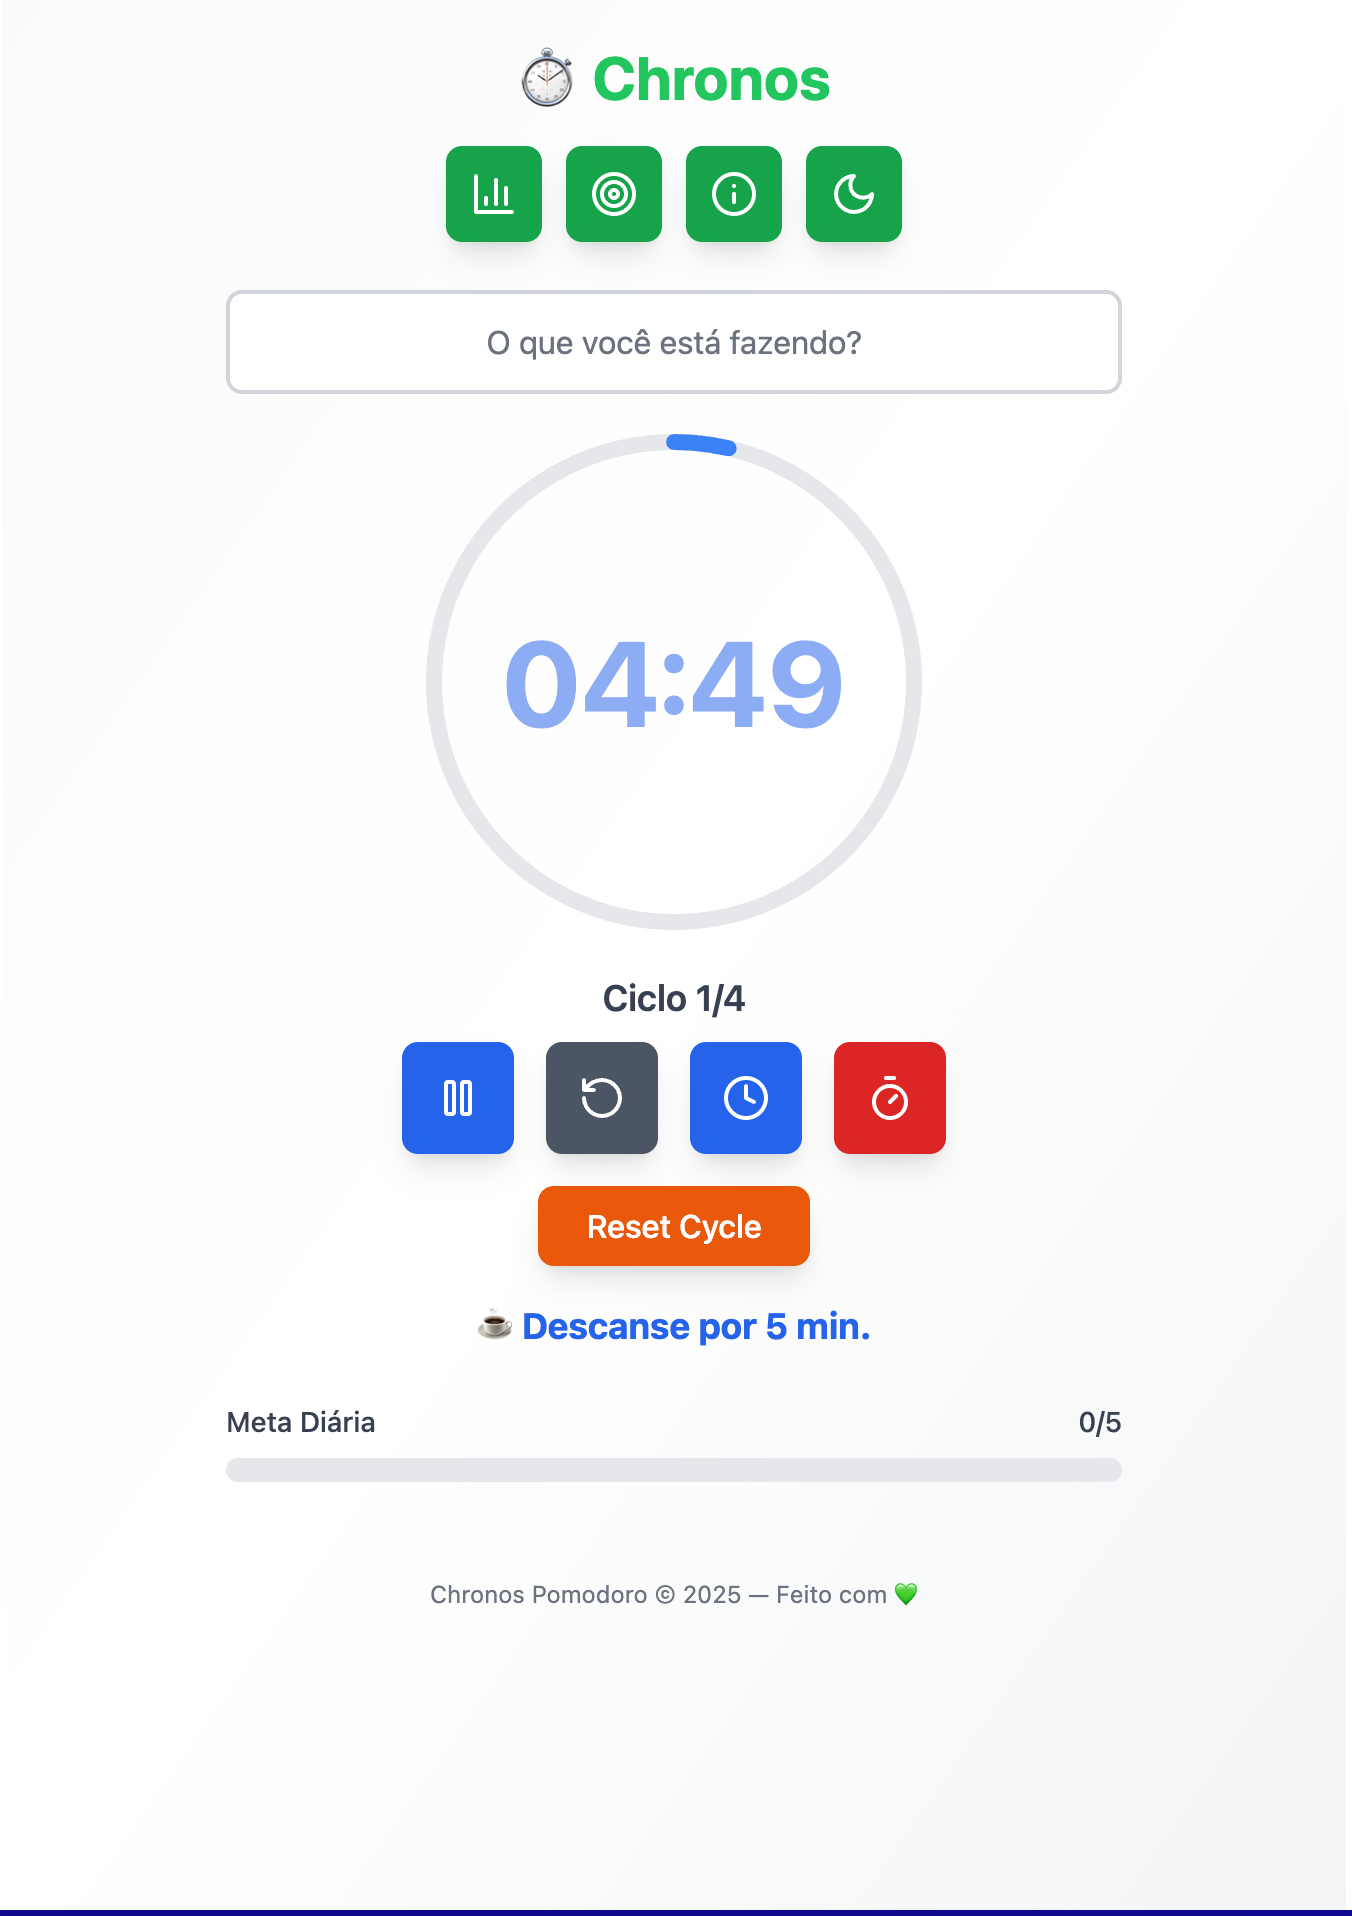 Chronos
O que você está fazendo?
04:49
Ciclo 1/4
Reset Cycle
Descanse por 5 min.
Meta Diária 0/5
Chronos Pomodoro © 2025 — Feito com 💚